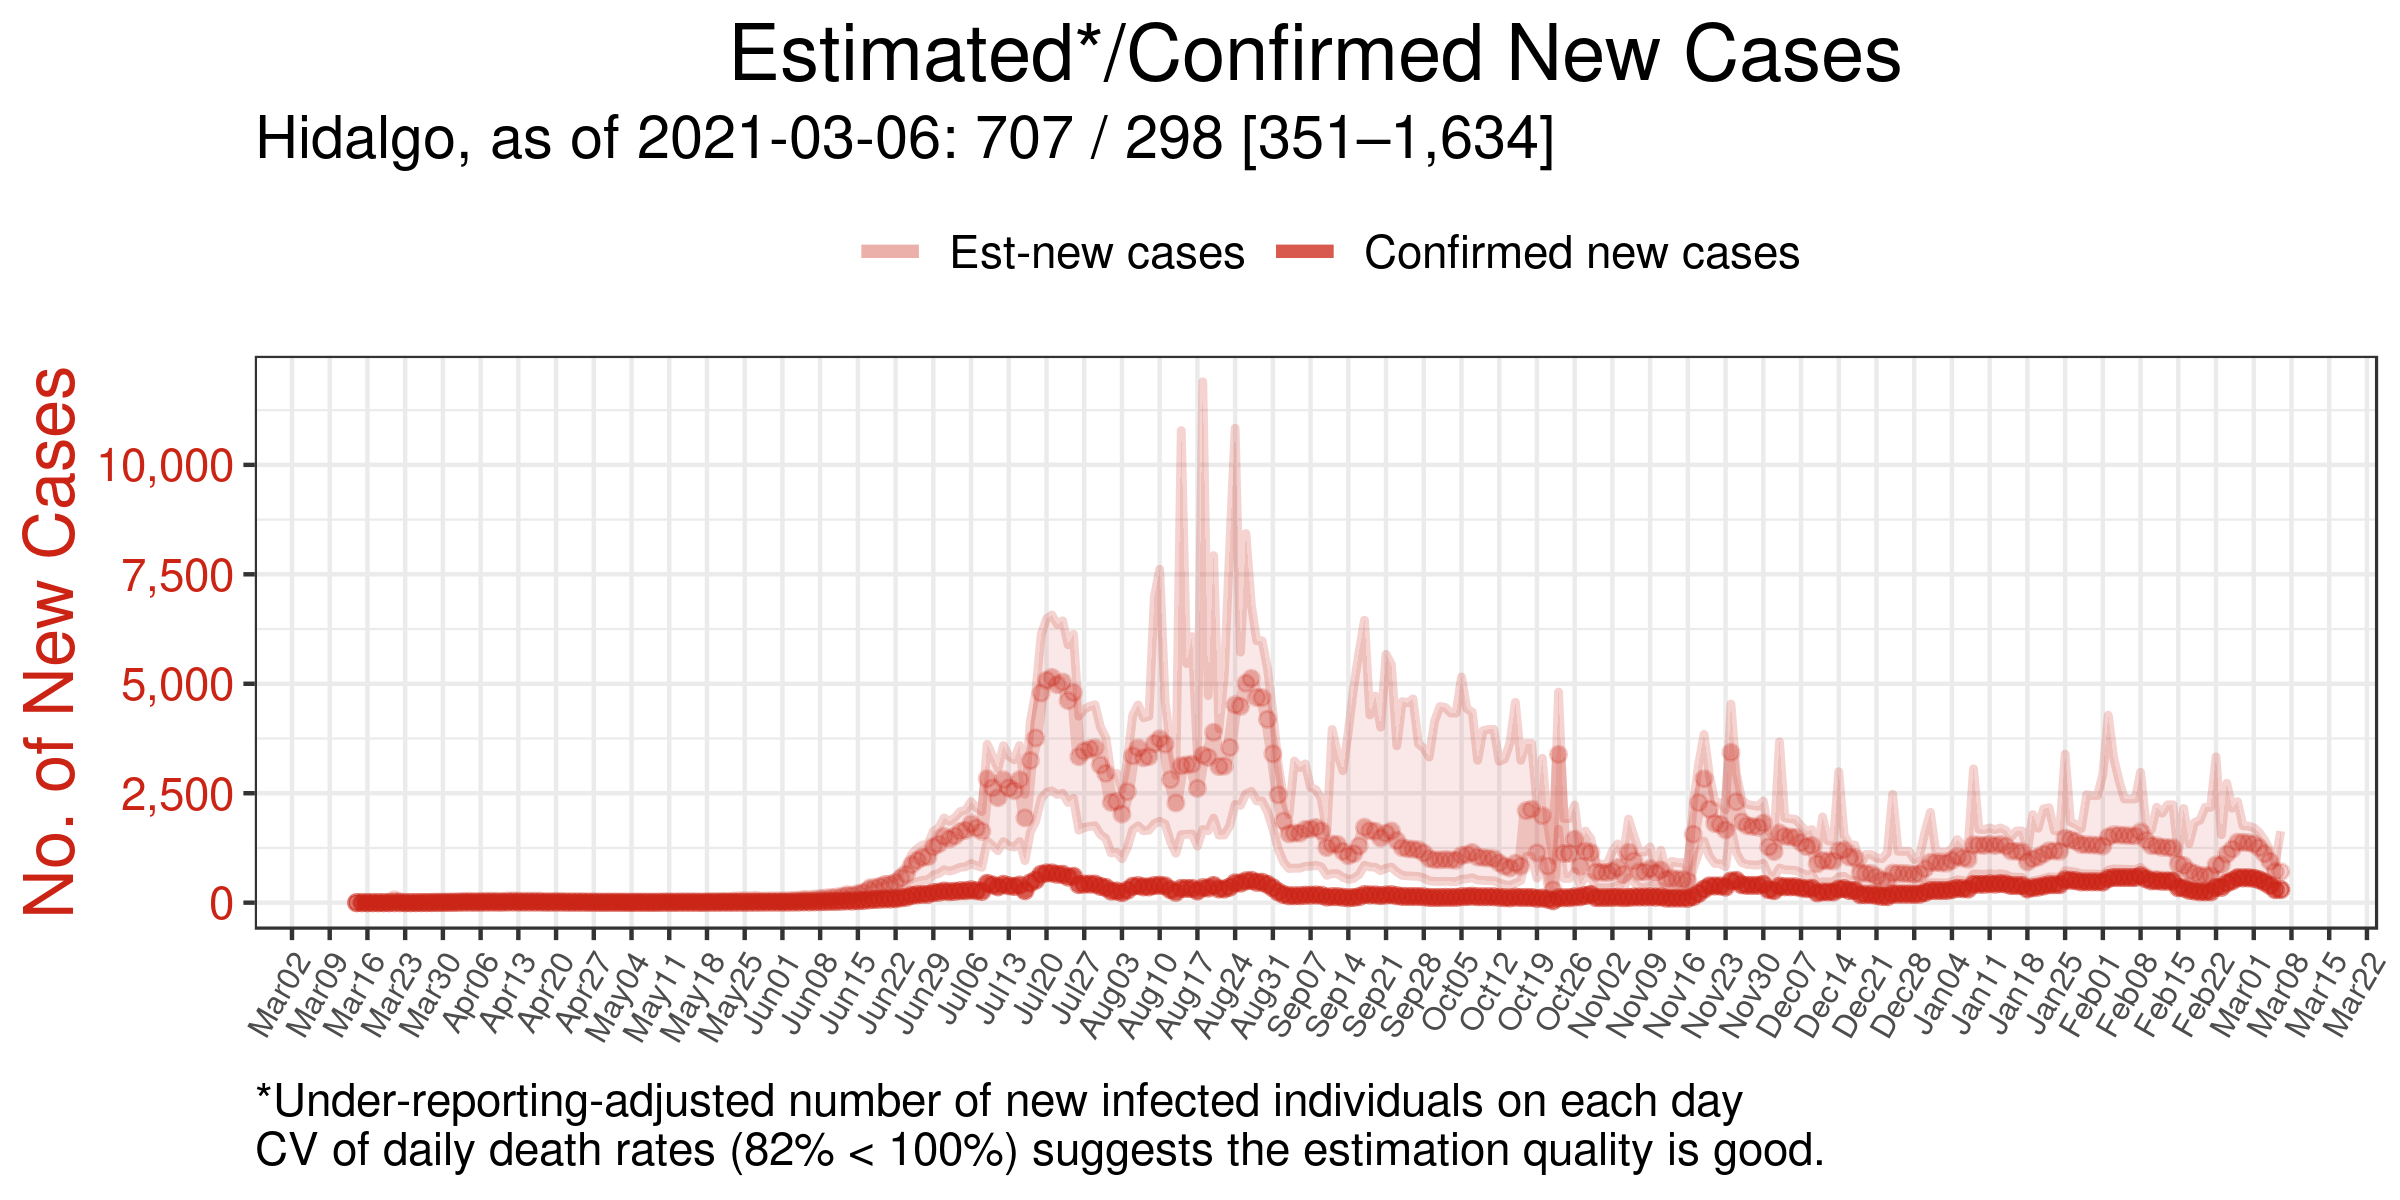 Estimated*/Confirmed New Cases
Hidalgo, as of 2021-03-06: 707 / 298 [351–1,634]
Est-new cases Confirmed new cases
No. of New Cases
10,000
7,500
5,000
2,500
0
Mar02 Mar09 Mar16 Mar23 Mar30 Apr06 Apr13 Apr20 Apr27 May04 May11 May18 May25 Jun01 Jun08 Jun15 Jun22 Jun29 Jul06 Jul13 Jul20 Jul27 Aug03 Aug10 Aug17 Aug24 Aug31 Sep07 Sep14 Sep21 Sep28 Oct05 Oct12 Oct19 Oct26 Nov02 Nov09 Nov16 Nov23 Nov30 Dec07 Dec14 Dec21 Dec28 Jan04 Jan11 Jan18 Jan25 Feb01 Feb08 Feb15 Feb22 Mar01 Mar08 Mar15 Mar22
*Under-reporting-adjusted number of new infected individuals on each day
CV of daily death rates (82% < 100%) suggests the estimation quality is good.